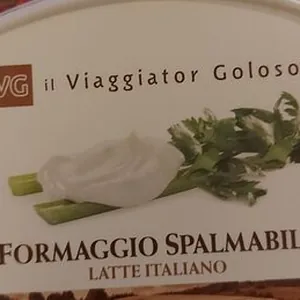 VG il Viaggiator Goloso
FORMAGGIO SPALMABIL
LATTE ITALIANO